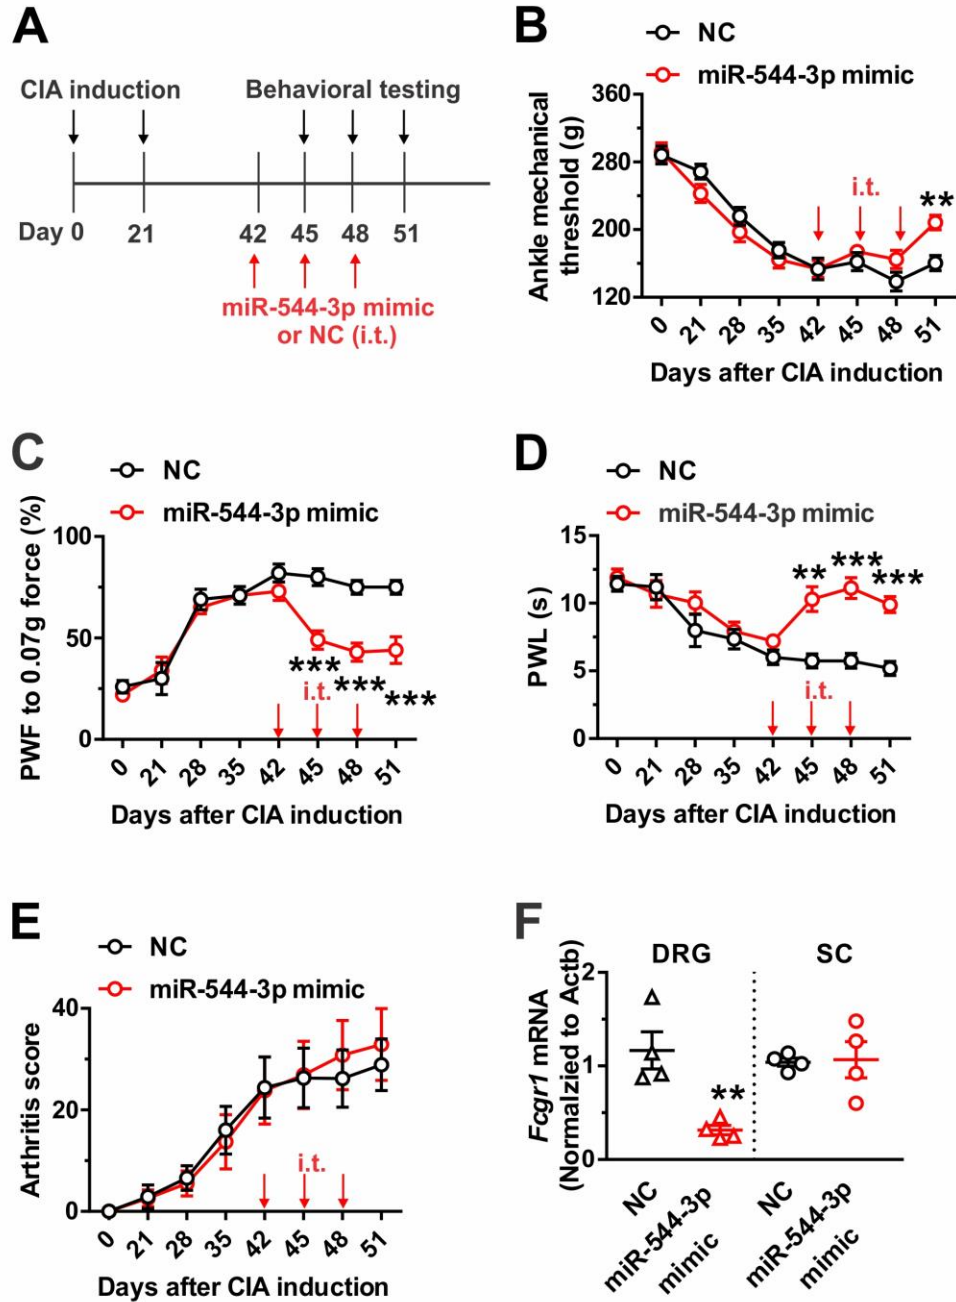 A
CIA induction
Behavioral testing
Day 0 21 42 45 48 51
miR-544-3p mimic
or NC (i.t.)
B
NC
miR-544-3p mimic
Ankle mechanical
threshold (g)
360
280
200
120
i.t.
**
0 21 28 35 42 45 48 51
Days after CIA induction
C
NC
miR-544-3p mimic
PWF to 0.07g force (%)
100
50
0
***
i.t.
***
***
0 21 28 35 42 45 48 51
Days after CIA induction
D
NC
miR-544-3p mimic
PWL (s)
15
10
5
0
**
***
***
i.t.
0 21 28 35 42 45 48 51
Days after CIA induction
E
NC
miR-544-3p mimic
Arthritis score
40
20
0
i.t.
0 21 28 35 42 45 48 51
Days after CIA induction
F
DRG SC
Fcgr1 mRNA
(Normalzied to Actb)
2
1
0
**
NC
miR-544-3p
mimic
NC
miR-544-3p
mimic